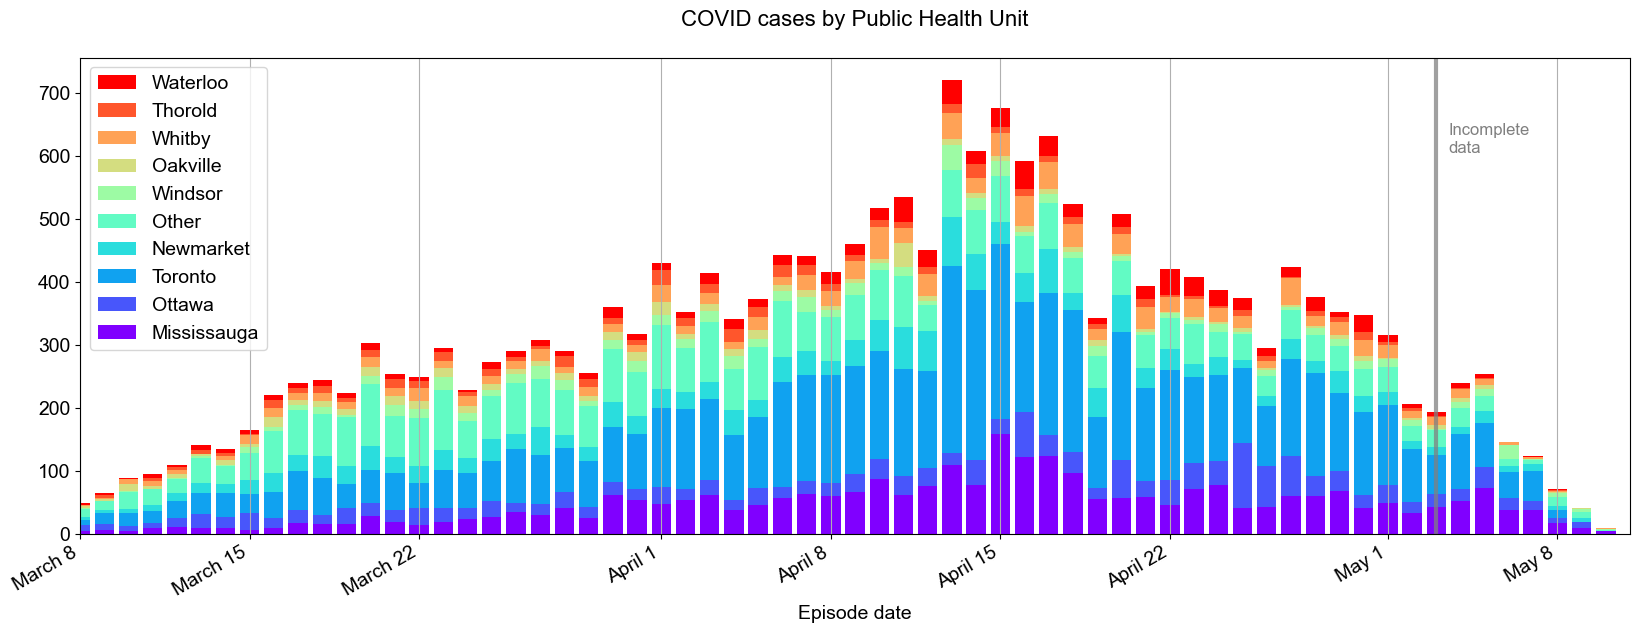 COVID cases by Public Health Unit
Waterloo
Thorold
Whitby
Oakville
Windsor
Other
Newmarket
Toronto
Ottawa
Mississauga
Incomplete
data
700
600
500
400
300
200
100
0
March 8
March 15
March 22
April 1
April 8
April 15
April 22
May 1
May 8
Episode date